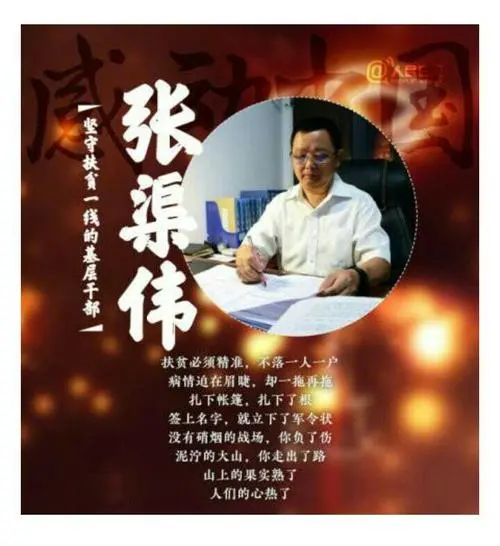 感动中国
@人民日报
张渠伟
【坚守扶贫一线的基层干部】
扶贫必须精准，不落一人一户
病情迫在眉睫，却一拖再拖
扎下帐篷，扎下了根
签上名字，就立下了军令状
没有硝烟的战场，你负了伤
泥泞的大山，你走出了路
山上的果实熟了
人们的心热了